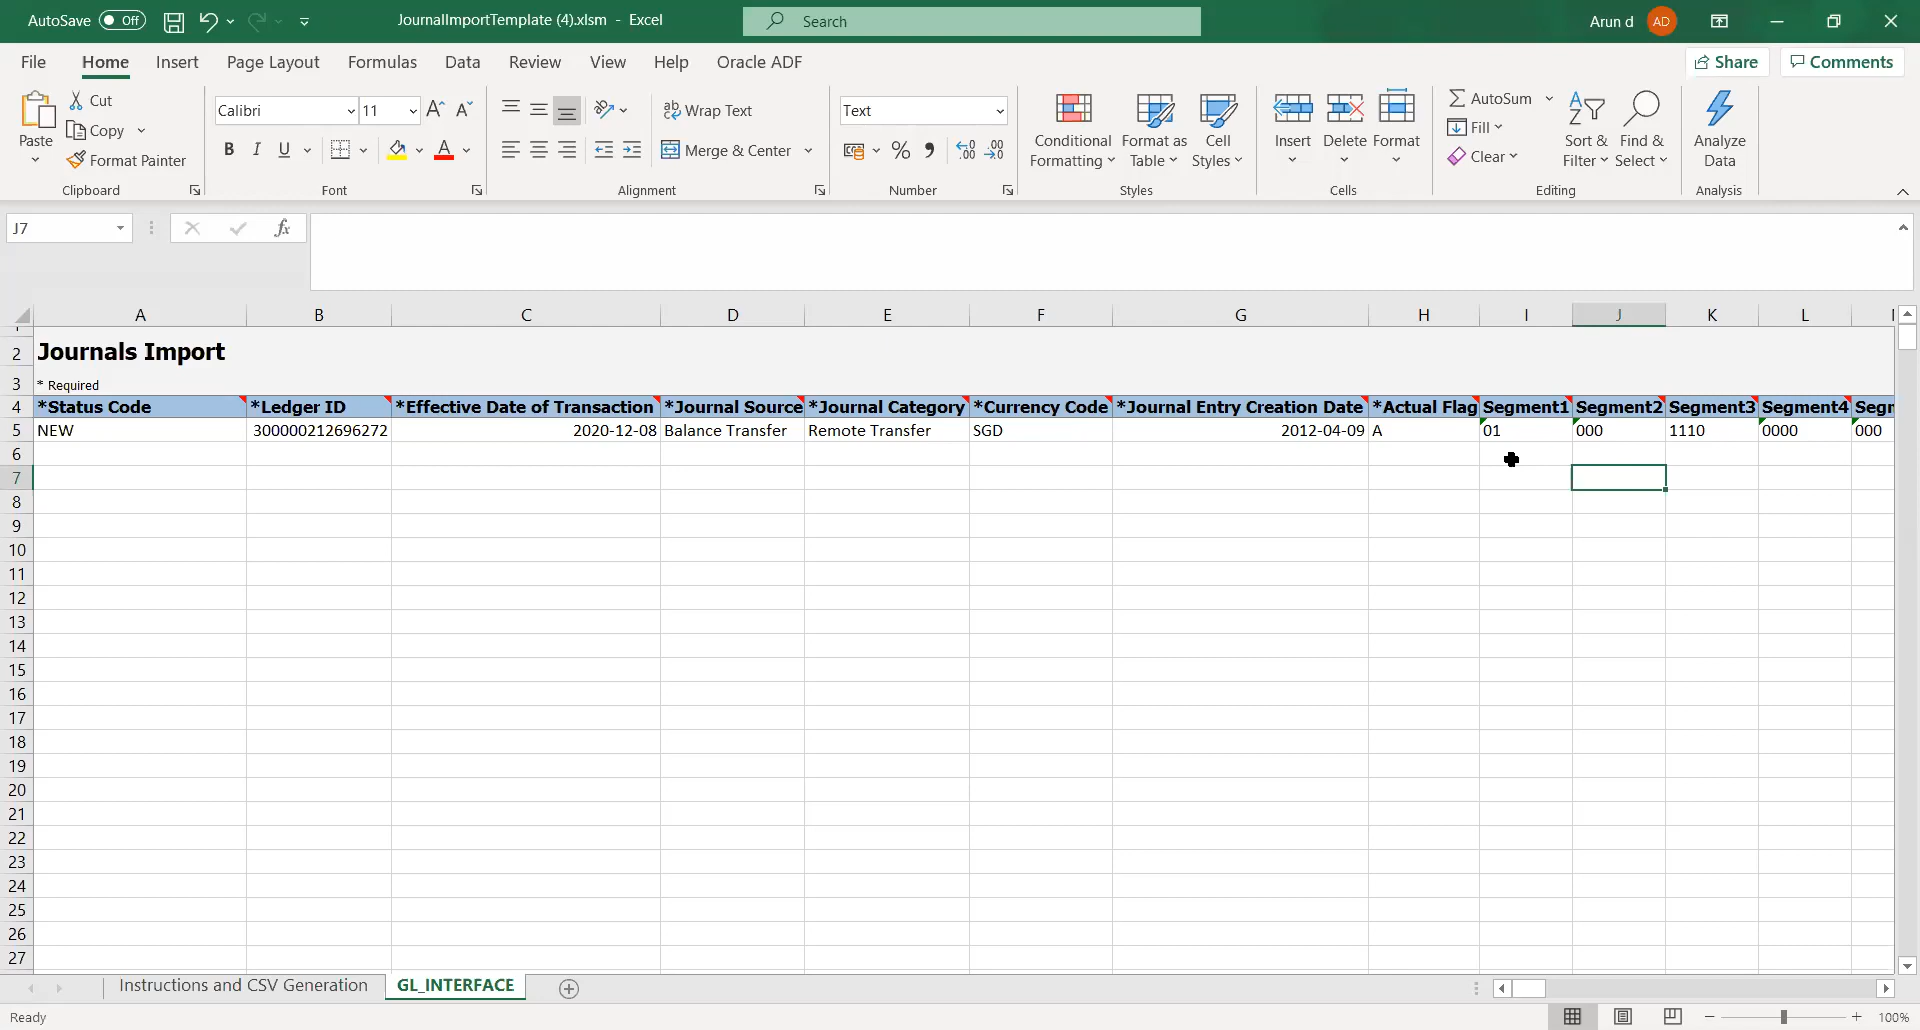 AutoSave Off JournalImportTemplate (4).xlsm - Excel Search Arun d AD
File Home Insert Page Layout Formulas Data Review View Help Oracle ADF Share Comments
Paste Cut Copy Format Painter
Clipboard
Calibri 11 A A
B I U A
Font
ab Wrap Text
Merge & Center
Alignment
Text
% , .00 .00
Number
Conditional Formatting
Format as Table
Cell Styles
Styles
Insert Delete Format
Cells
AutoSum
Fill
Clear
Sort & Filter
Find & Select
Editing
Analyze Data
Analysis
J7 fx
A B C D E F G H I J K L
2 Journals Import
3 * Required
4 *Status Code *Ledger ID *Effective Date of Transaction *Journal Source *Journal Category *Currency Code *Journal Entry Creation Date *Actual Flag Segment1 Segment2 Segment3 Segment4 Segn
5 NEW 300000212696272 2020-12-08 Balance Transfer Remote Transfer SGD 2012-04-09 A 01 000 1110 0000 000
6
7
8
9
10
11
12
13
14
15
16
17
18
19
20
21
22
23
24
25
26
27
Instructions and CSV Generation GL_INTERFACE
Ready 100%